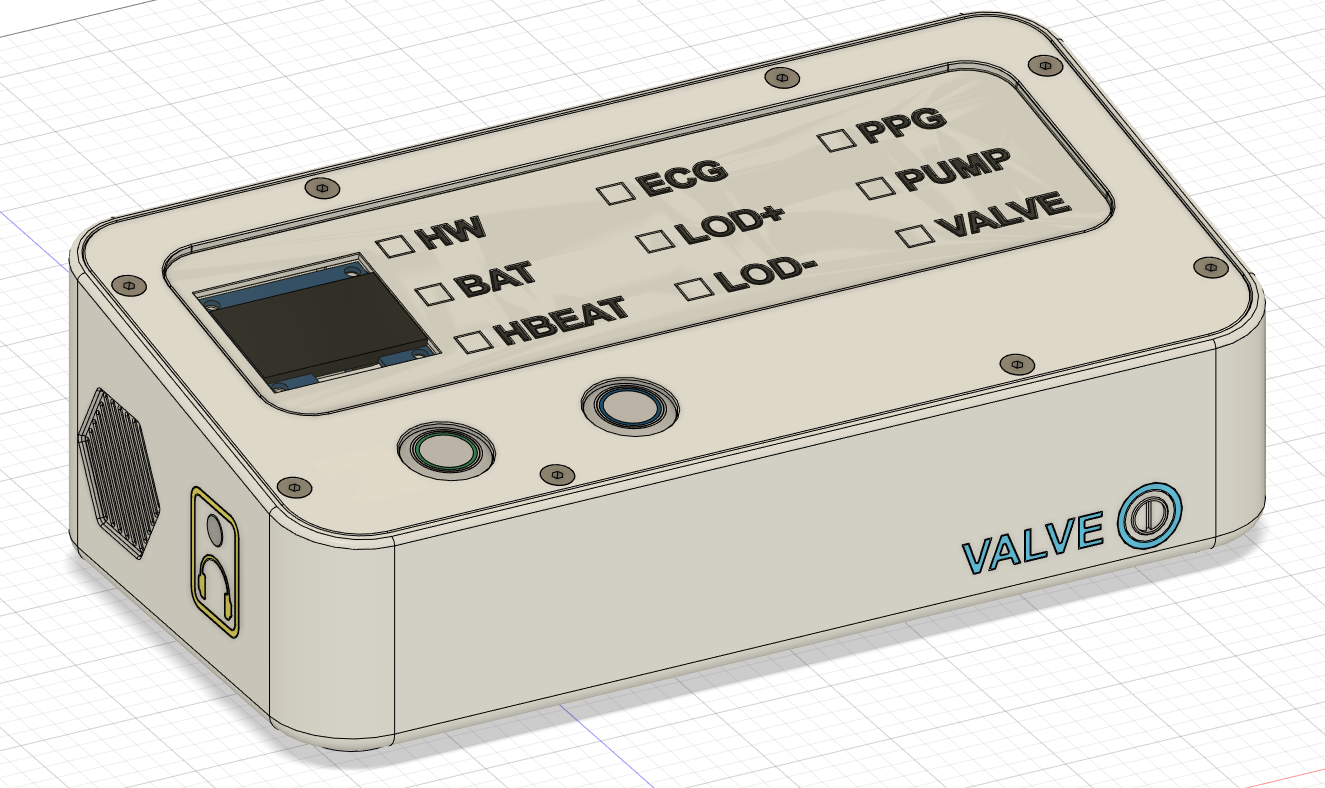 HW
ECG
PPG
BAT
LOD+
PUMP
HBEAT
LOD-
VALVE
VALVE